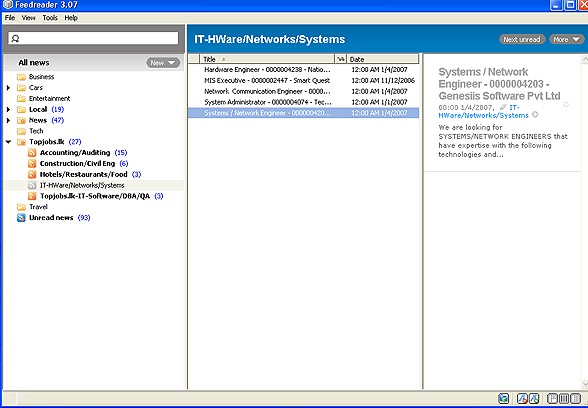 Feedreader 3.07
File View Tools Help
IT-HWare/Networks/Systems
Next unread
More
All news
New
Business
Cars
Entertainment
Local (19)
News (47)
Tech
Topjobs.lk (27)
Accounting/Auditing (15)
Construction/Civil Eng (6)
Hotels/Restaurants/Food (3)
IT-HWare/Networks/Systems
Topjobs.lk-IT-Software/DBA/QA (3)
Travel
Unread news (93)
Title Date
Hardware Engineer - 0000004238 - Natio... 12:00 AM 1/4/2007
MIS Executive - 0000002447 - Smart Quest 12:00 AM 11/12/2006
Network Communication Engineer - 0000... 12:00 AM 1/4/2007
System Administrator - 0000004074 - Tec... 12:00 AM 1/1/2007
Systems / Network Engineer - 00000420... 12:00 AM 1/4/2007
Systems / Network
Engineer -
0000004203 -
Genesiis Software Pvt Ltd
00:00 1/4/2007, IT-
HWare/Networks/Systems
We are looking for
SYSTEMS/NETWORK ENGINEERS that
have expertise with the following
technologies and...